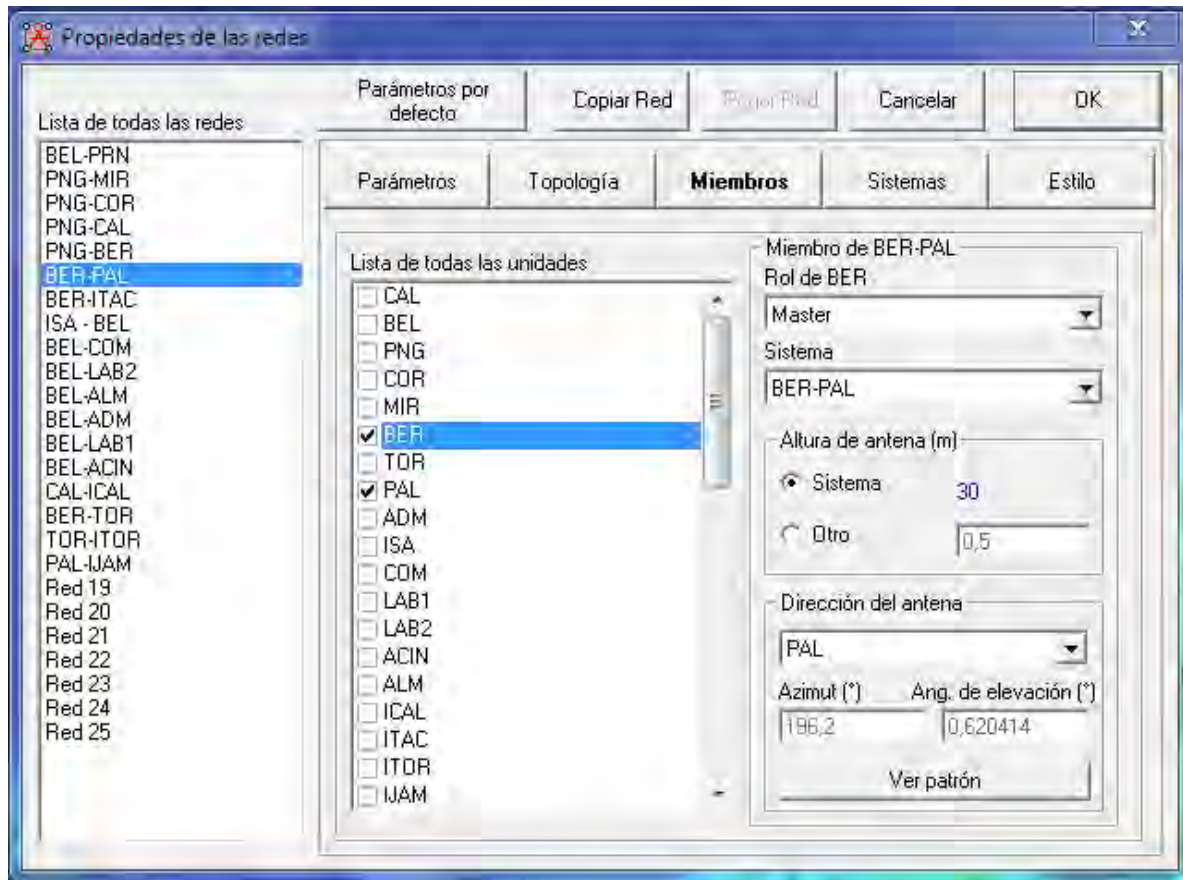 Propiedades de las redes
Parámetros por defecto
Copiar Red
Cancelar
OK
Lista de todas las redes
BEL-PRN
PNG-MIR
PNG-COR
PNG-CAL
PNG-BER
BER-PAL
BER-ITAC
ISA - BEL
BEL-COM
BEL-LAB2
BEL-ALM
BEL-ADM
BEL-LAB1
BEL-ACIN
CAL-ICAL
BER-TOR
TOR-ITOR
PAL-IJAM
Red 19
Red 20
Red 21
Red 22
Red 23
Red 24
Red 25
Parámetros
Topología
Miembros
Sistemas
Estilo
Lista de todas las unidades
CAL
BEL
PNG
COR
MIR
BER
TOR
PAL
ADM
ISA
COM
LAB1
LAB2
ACIN
ALM
ICAL
ITAC
ITOR
IJAM
Miembro de BER-PAL
Rol de BER
Master
Sistema
BER-PAL
Altura de antena (m)
Sistema 30
Otro 0,5
Dirección del antena
PAL
Azimut (°) Ang. de elevación (°)
196,2 0,620414
Ver patrón